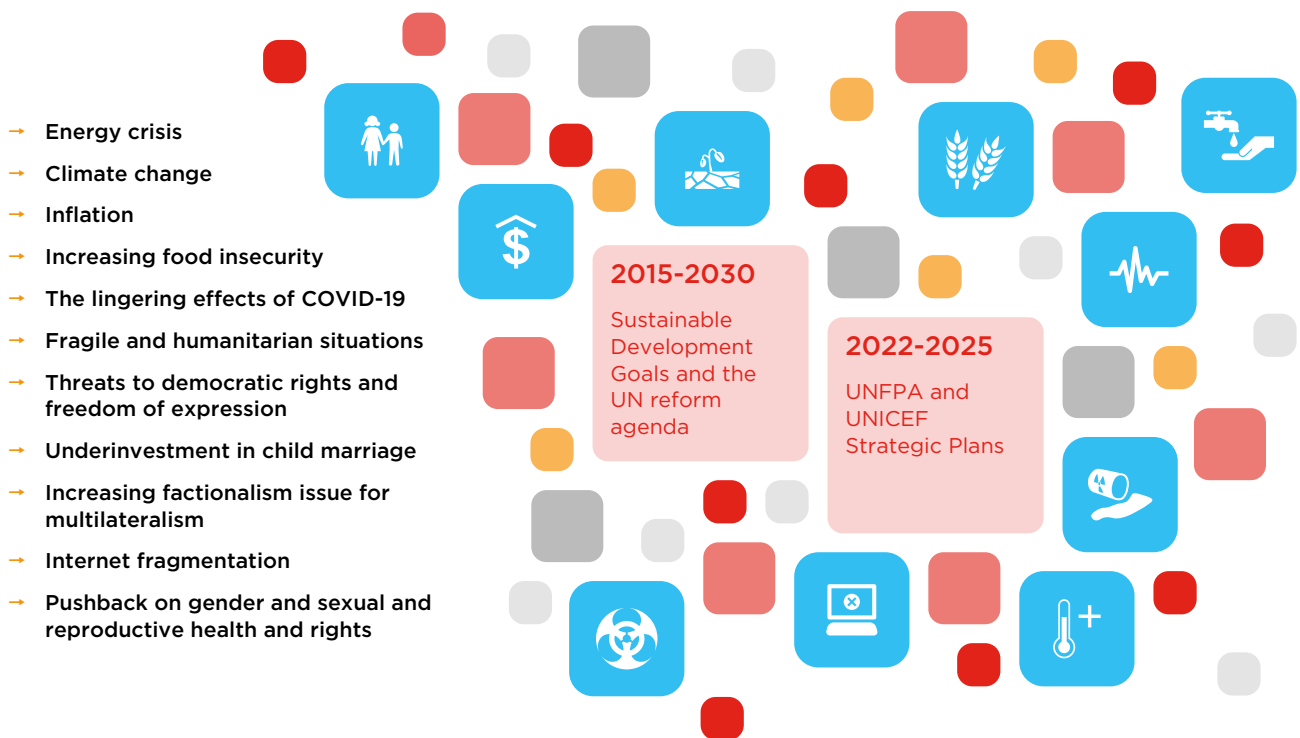 → Energy crisis
→ Climate change
→ Inflation
→ Increasing food insecurity
→ The lingering effects of COVID-19
→ Fragile and humanitarian situations
→ Threats to democratic rights and
freedom of expression
→ Underinvestment in child marriage
→ Increasing factionalism issue for
multilateralism
→ Internet fragmentation
→ Pushback on gender and sexual and
reproductive health and rights
$
2015-2030
Sustainable
Development
Goals and the
UN reform
agenda
2022-2025
UNFPA and
UNICEF
Strategic Plans